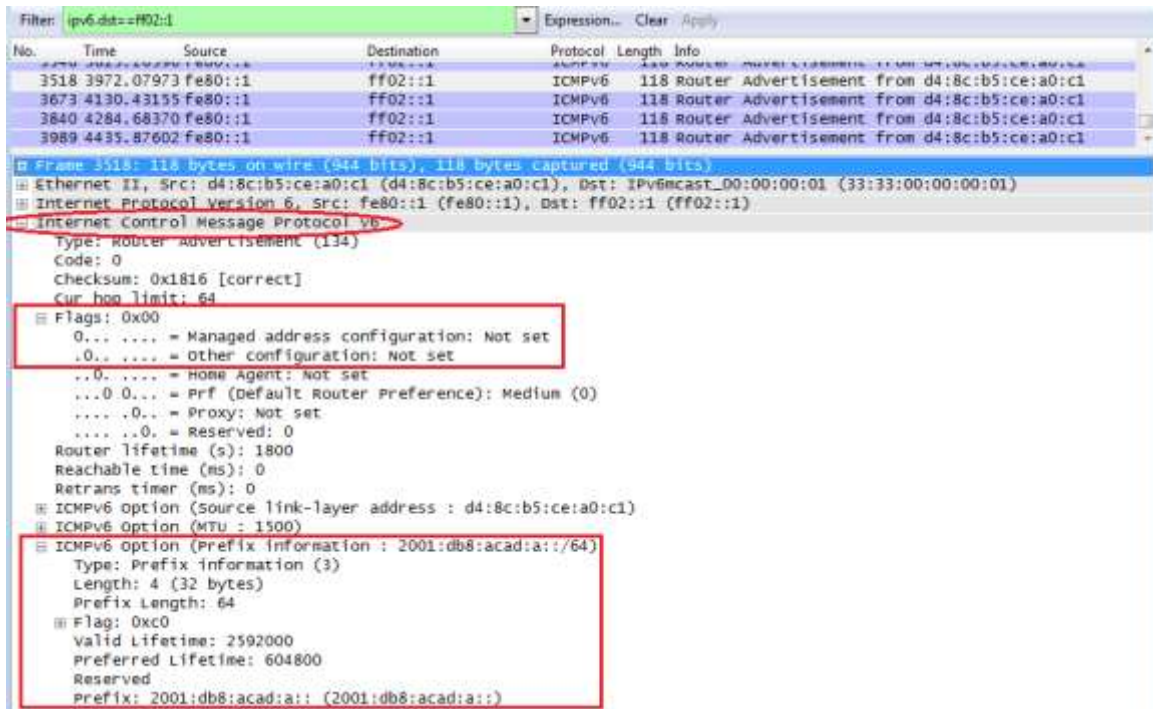 Filter: ipv6.dst==ff02::1 Expression... Clear Apply
No. Time Source Destination Protocol Length Info
3518 3972.07973 fe80::1 ff02::1 ICMPv6 118 Router Advertisement from d4:8c:b5:ce:a0:c1
3673 4130.43155 fe80::1 ff02::1 ICMPv6 118 Router Advertisement from d4:8c:b5:ce:a0:c1
3840 4284.68370 fe80::1 ff02::1 ICMPv6 118 Router Advertisement from d4:8c:b5:ce:a0:c1
3989 4435.87602 fe80::1 ff02::1 ICMPv6 118 Router Advertisement from d4:8c:b5:ce:a0:c1
Frame 3518: 118 bytes on wire (944 bits), 118 bytes captured (944 bits)
Ethernet II, Src: d4:8c:b5:ce:a0:c1 (d4:8c:b5:ce:a0:c1), Dst: IPv6mcast_00:00:00:01 (33:33:00:00:00:01)
Internet Protocol Version 6, Src: fe80::1 (fe80::1), Dst: ff02::1 (ff02::1)
Internet Control Message Protocol v6
Type: Router Advertisement (134)
Code: 0
Checksum: 0x1816 [correct]
Cur hop limit: 64
Flags: 0x00
0... .... = Managed address configuration: Not set
.0.. .... = Other configuration: Not set
..0. .... = Home Agent: Not set
...0 0... = Prf (Default Router Preference): Medium (0)
.... .0.. = Proxy: Not set
.... ..0. = Reserved: 0
Router lifetime (s): 1800
Reachable time (ms): 0
Retrans timer (ms): 0
ICMPv6 Option (Source link-layer address : d4:8c:b5:ce:a0:c1)
ICMPv6 Option (MTU : 1500)
ICMPv6 Option (Prefix information : 2001:db8:acad:a::/64)
Type: Prefix information (3)
Length: 4 (32 bytes)
Prefix Length: 64
Flag: 0xc0
Valid Lifetime: 2592000
Preferred Lifetime: 604800
Reserved
Prefix: 2001:db8:acad:a:: (2001:db8:acad:a::)